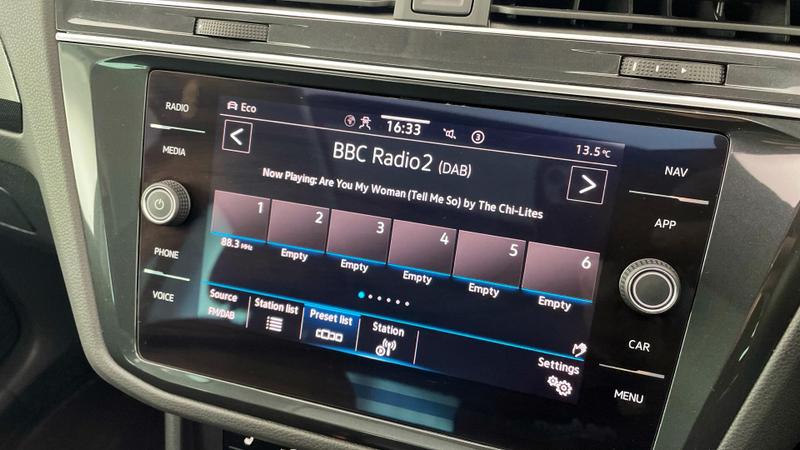 RADIO
MEDIA
PHONE
VOICE
Eco
16:33
3
13.5°C
BBC Radio2 (DAB)
Now Playing: Are You My Woman (Tell Me So) by The Chi-Lites
1
2
3
4
5
6
88.3 MHz
Empty
Empty
Empty
Empty
Empty
Source
FM/DAB
Station list
Preset list
Station
Settings
NAV
APP
CAR
MENU